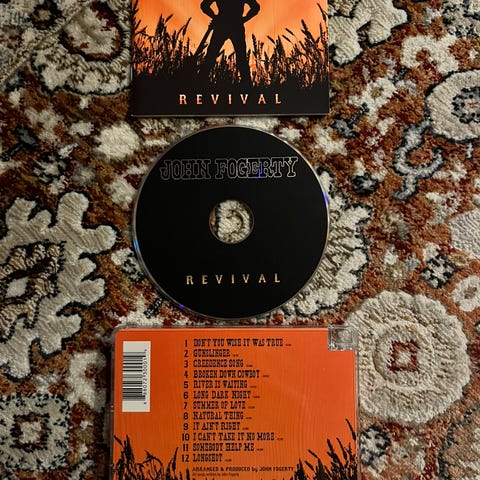 REVIVAL
JOHN FOGERTY
REVIVAL
1 DON'T YOU WISH IT WAS TRUE
2 GUNSLINGER
3 CREEDENCE SONG
4 BROKEN DOWN COWBOY
5 RIVER IS WAITING
6 LONG DARK NIGHT
7 SUMMER OF LOVE
8 NATURAL THING
9 IT AIN'T RIGHT
10 I CAN'T TAKE IT NO MORE
11 SOMEBODY HELP ME
12 LONGSHOT
ARRANGED & PRODUCED by JOHN FOGERTY